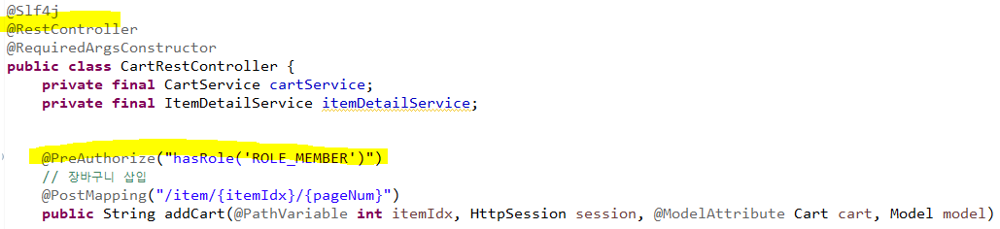 @Slf4j
@RestController
@RequiredArgsConstructor
public class CartRestController {
    private final CartService cartService;
    private final ItemDetailService itemDetailService;
    @PreAuthorize("hasRole('ROLE_MEMBER')")
    // 장바구니 삽입
    @PostMapping("/item/{itemIdx}/{pageNum}")
    public String addCart(@PathVariable int itemIdx, HttpSession session, @ModelAttribute Cart cart, Model model)